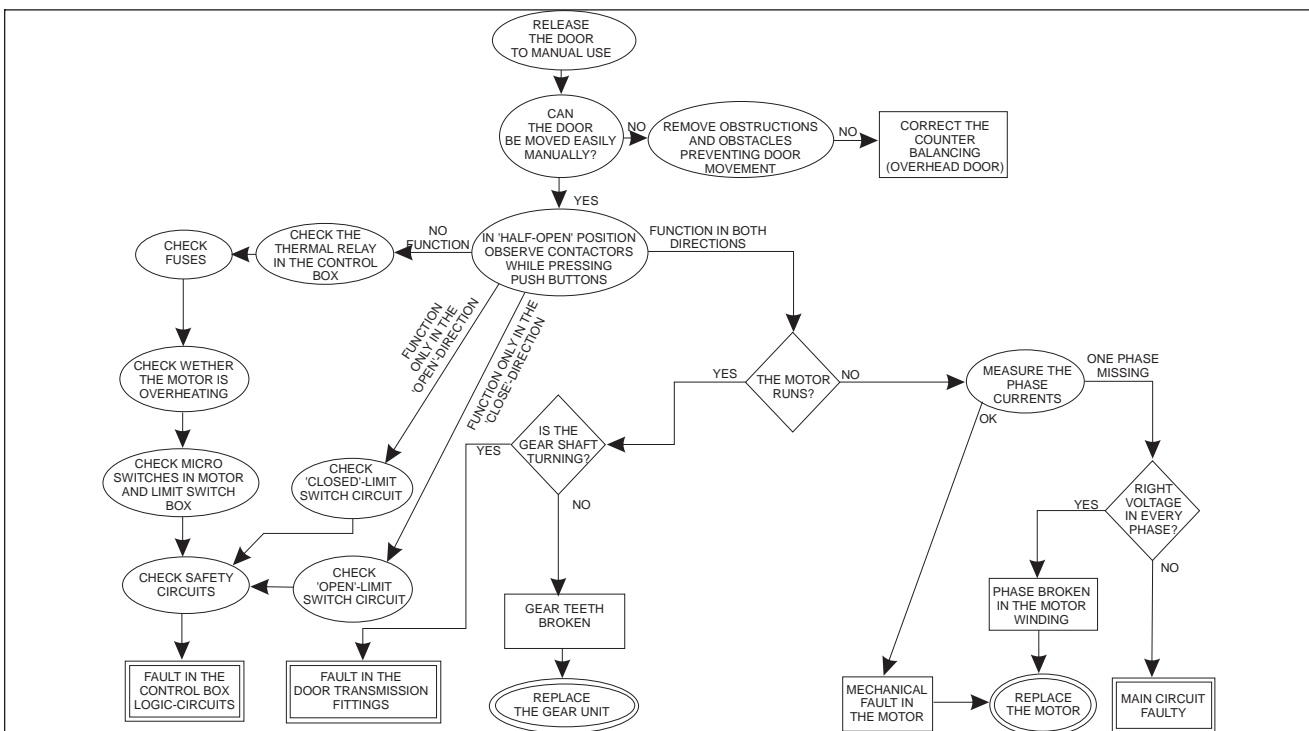 RELEASE
THE DOOR
TO MANUAL USE
CAN
THE DOOR
BE MOVED EASILY
MANUALLY?
NO
REMOVE OBSTRUCTIONS
AND OBSTACLES
PREVENTING DOOR
MOVEMENT
NO
CORRECT THE
COUNTER
BALANCING
(OVERHEAD DOOR)
YES
IN 'HALF-OPEN' POSITION
OBSERVE CONTACTORS
WHILE PRESSING
PUSH BUTTONS
NO
FUNCTION
CHECK THE
THERMAL RELAY
IN THE CONTROL
BOX
CHECK
FUSES
FUNCTION IN BOTH
DIRECTIONS
FUNCTION
ONLY IN THE
'OPEN'-DIRECTION
FUNCTION ONLY IN THE
'CLOSE'-DIRECTION
CHECK WETHER
THE MOTOR IS
OVERHEATING
CHECK MICRO
SWITCHES IN MOTOR
AND LIMIT SWITCH
BOX
CHECK
'CLOSED'-LIMIT
SWITCH CIRCUIT
CHECK SAFETY
CIRCUITS
CHECK
'OPEN'-LIMIT
SWITCH CIRCUIT
FAULT IN THE
CONTROL BOX
LOGIC-CIRCUITS
THE MOTOR
RUNS?
YES
NO
IS THE
GEAR SHAFT
TURNING?
YES
NO
FAULT IN THE
DOOR TRANSMISSION
FITTINGS
GEAR TEETH
BROKEN
REPLACE
THE GEAR UNIT
MEASURE THE
PHASE
CURRENTS
ONE PHASE
MISSING
OK
RIGHT
VOLTAGE
IN EVERY
PHASE?
YES
NO
PHASE BROKEN
IN THE MOTOR
WINDING
MECHANICAL
FAULT IN
THE MOTOR
REPLACE
THE MOTOR
MAIN CIRCUIT
FAULTY